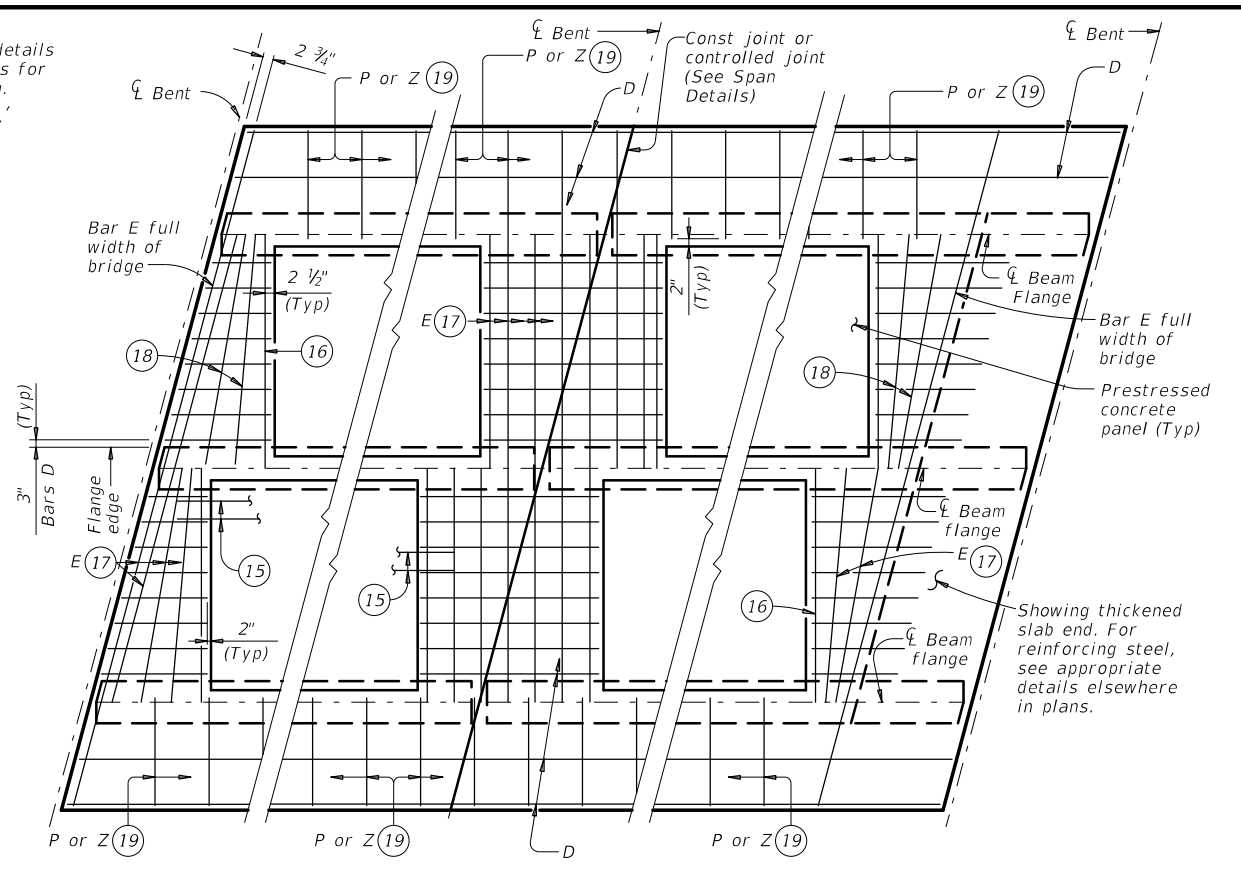 details
s for
℄ Bent
2 ¾"
P or Z 19
℄ Bent
P or Z 19
Const joint or
controlled joint
(See Span
Details)
D
℄ Bent
D
P or Z 19
Bar E full
width of
bridge
2 ½"
(Typ)
E 17
2"
(Typ)
℄ Beam
Flange
Bar E full
width of
bridge
18
16
18
Prestressed
concrete
panel (Typ)
(Typ)
3"
Bars D
Flange
edge
℄ Beam
flange
E 17
15
15
E 17
16
2"
(Typ)
℄ Beam
flange
Showing thickened
slab end. For
reinforcing steel,
see appropriate
details elsewhere
in plans.
P or Z 19
P or Z 19
D
P or Z 19